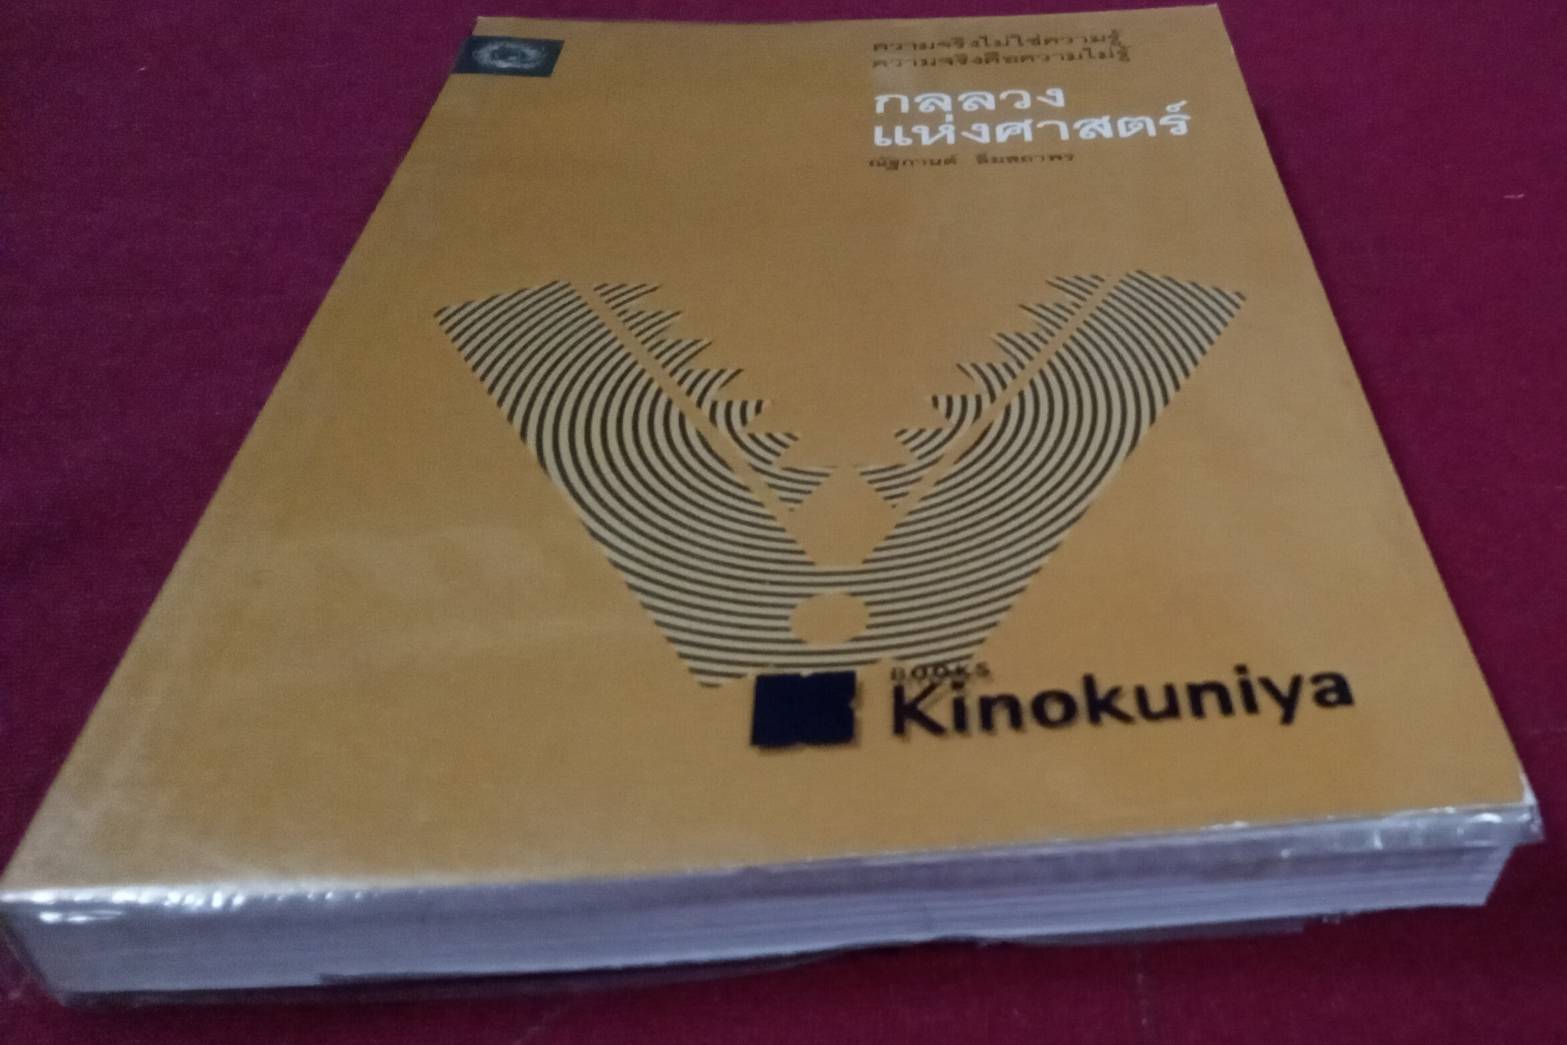 ความจริงไม่ใช่ความรู้
ความจริงคือความไม่รู้
กลลวง
แห่งศาสตร์
ณัฐกานต์ ลิ่มสถาพร
BOOKS
Kinokuniya